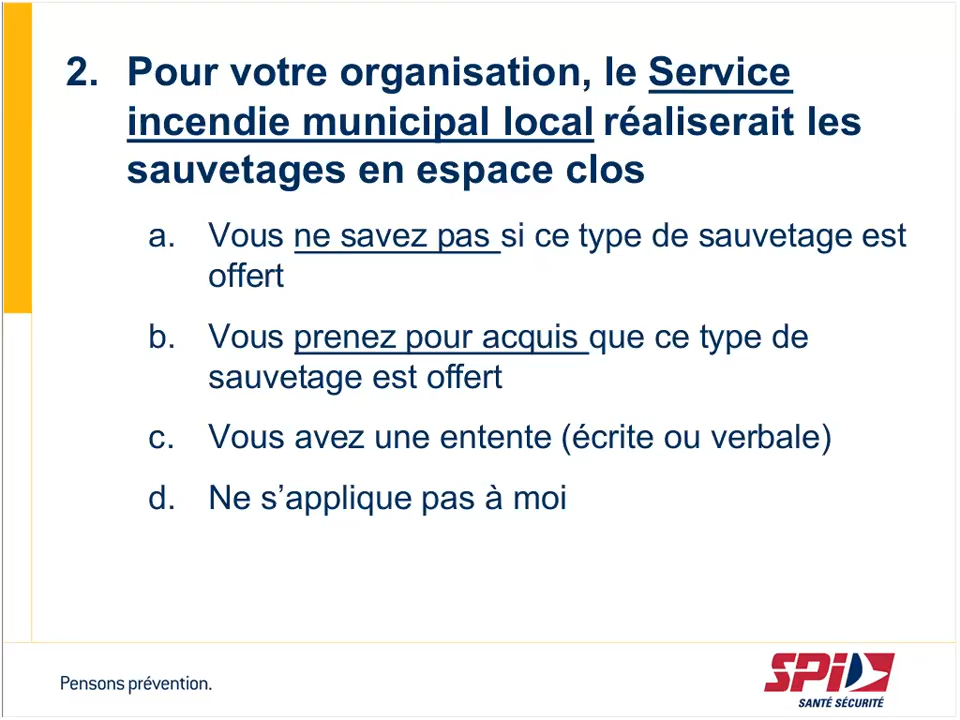 2. Pour votre organisation, le Service
incendie municipal local réaliserait les
sauvetages en espace clos
a. Vous ne savez pas si ce type de sauvetage est
offert
b. Vous prenez pour acquis que ce type de
sauvetage est offert
c. Vous avez une entente (écrite ou verbale)
d. Ne s’applique pas à moi
Pensons prévention.
SPI
SANTÉ SÉCURITÉ